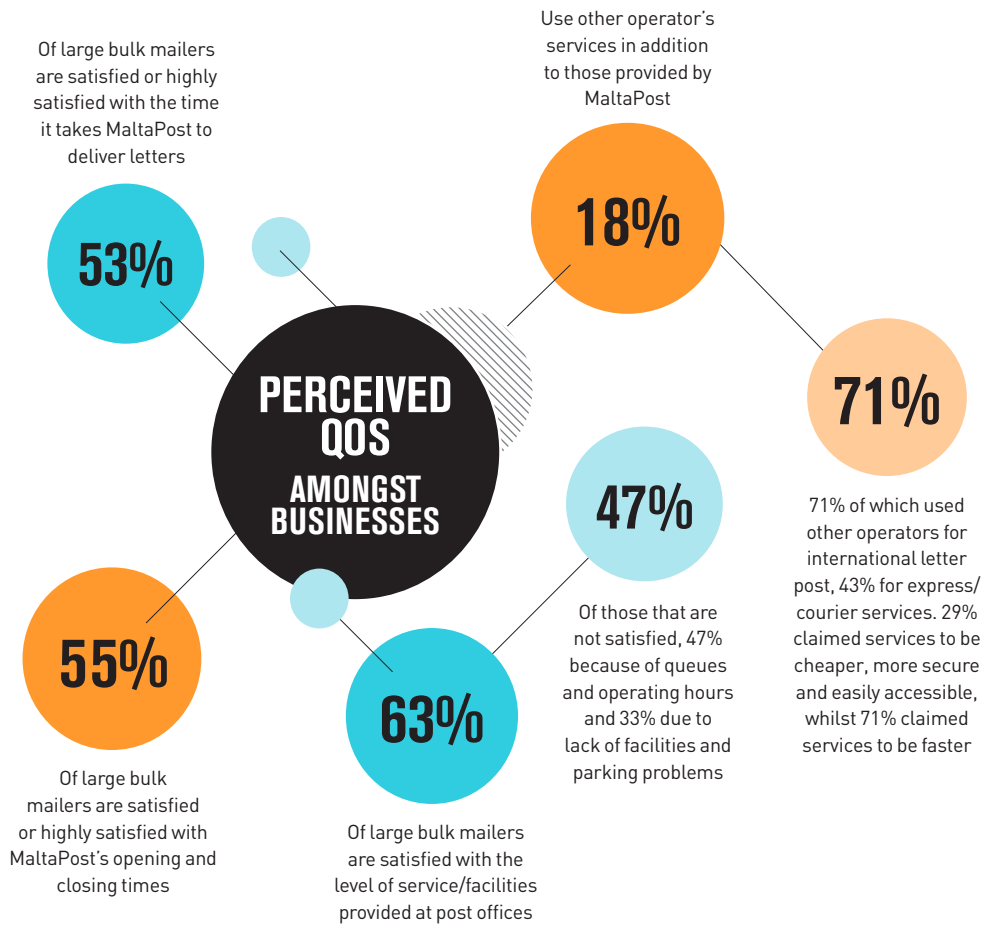 Of large bulk mailers
are satisfied or highly
satisfied with the time
it takes MaltaPost to
deliver letters
53%
Use other operator's
services in addition
to those provided by
MaltaPost
18%
PERCEIVED
QOS
AMONGST
BUSINESSES
71%
71% of which used
other operators for
international letter
post, 43% for express/
courier services. 29%
claimed services to be
cheaper, more secure
and easily accessible,
whilst 71% claimed
services to be faster
47%
Of those that are
not satisfied, 47%
because of queues
and operating hours
and 33% due to
lack of facilities and
parking problems
55%
Of large bulk
mailers are satisfied
or highly satisfied with
MaltaPost's opening and
closing times
63%
Of large bulk mailers
are satisfied with the
level of service/facilities
provided at post offices